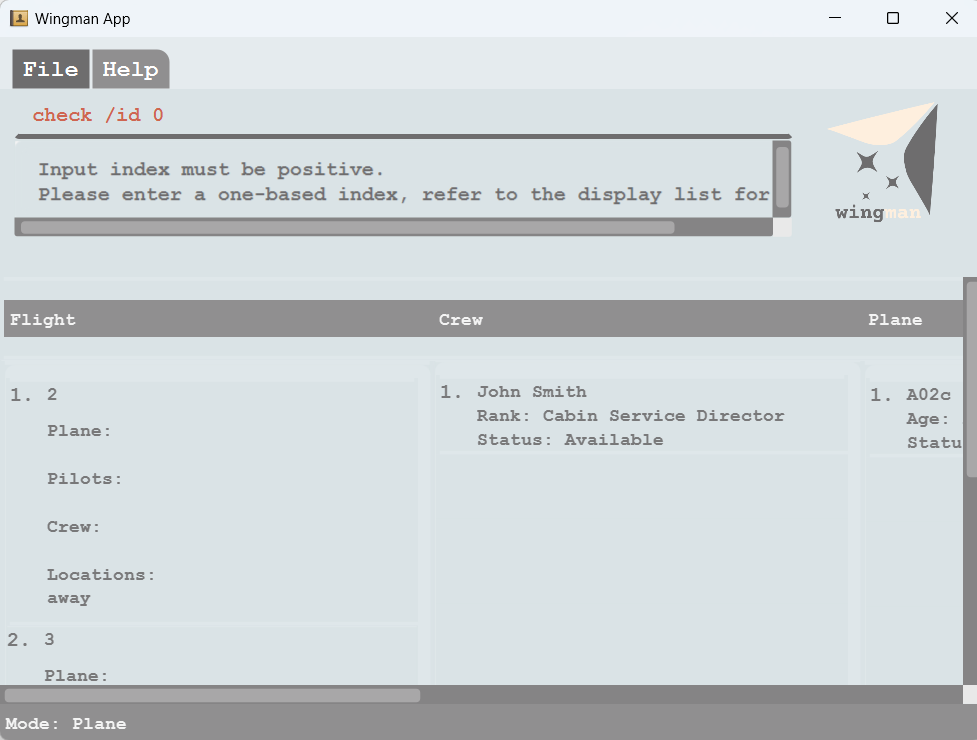 Wingman App
File Help
check /id 0
Input index must be positive.
Please enter a one-based index, refer to the display list for
wingman
Flight Crew Plane
1. 2
Plane:
Pilots:
Crew:
Locations:
away
2. 3
Plane:
1. John Smith
Rank: Cabin Service Director
Status: Available
1. A02c
Age:
Statu
Mode: Plane